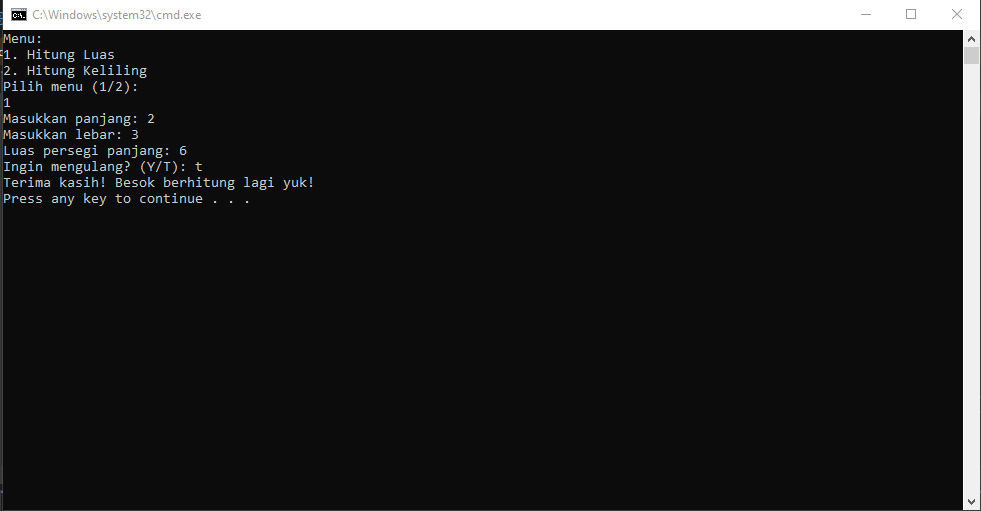 C:\Windows\system32\cmd.exe
Menu:
1. Hitung Luas
2. Hitung Keliling
Pilih menu (1/2):
1
Masukkan panjang: 2
Masukkan lebar: 3
Luas persegi panjang: 6
Ingin mengulang? (Y/T): t
Terima kasih! Besok berhitung lagi yuk!
Press any key to continue . . .